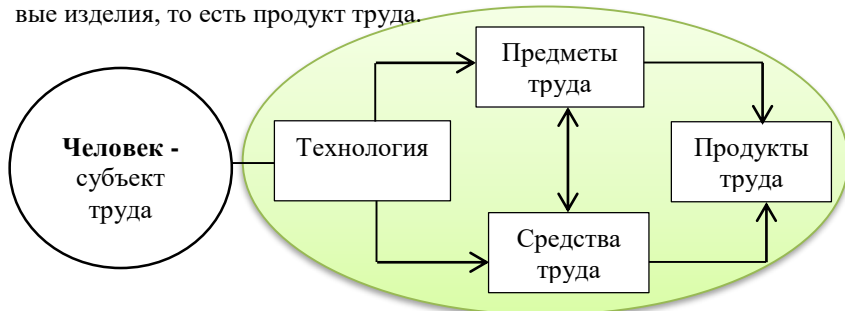 вые изделия, то есть продукт труда.
Человек -
субъект
труда
Технология
Предметы
труда
Средства
труда
Продукты
труда